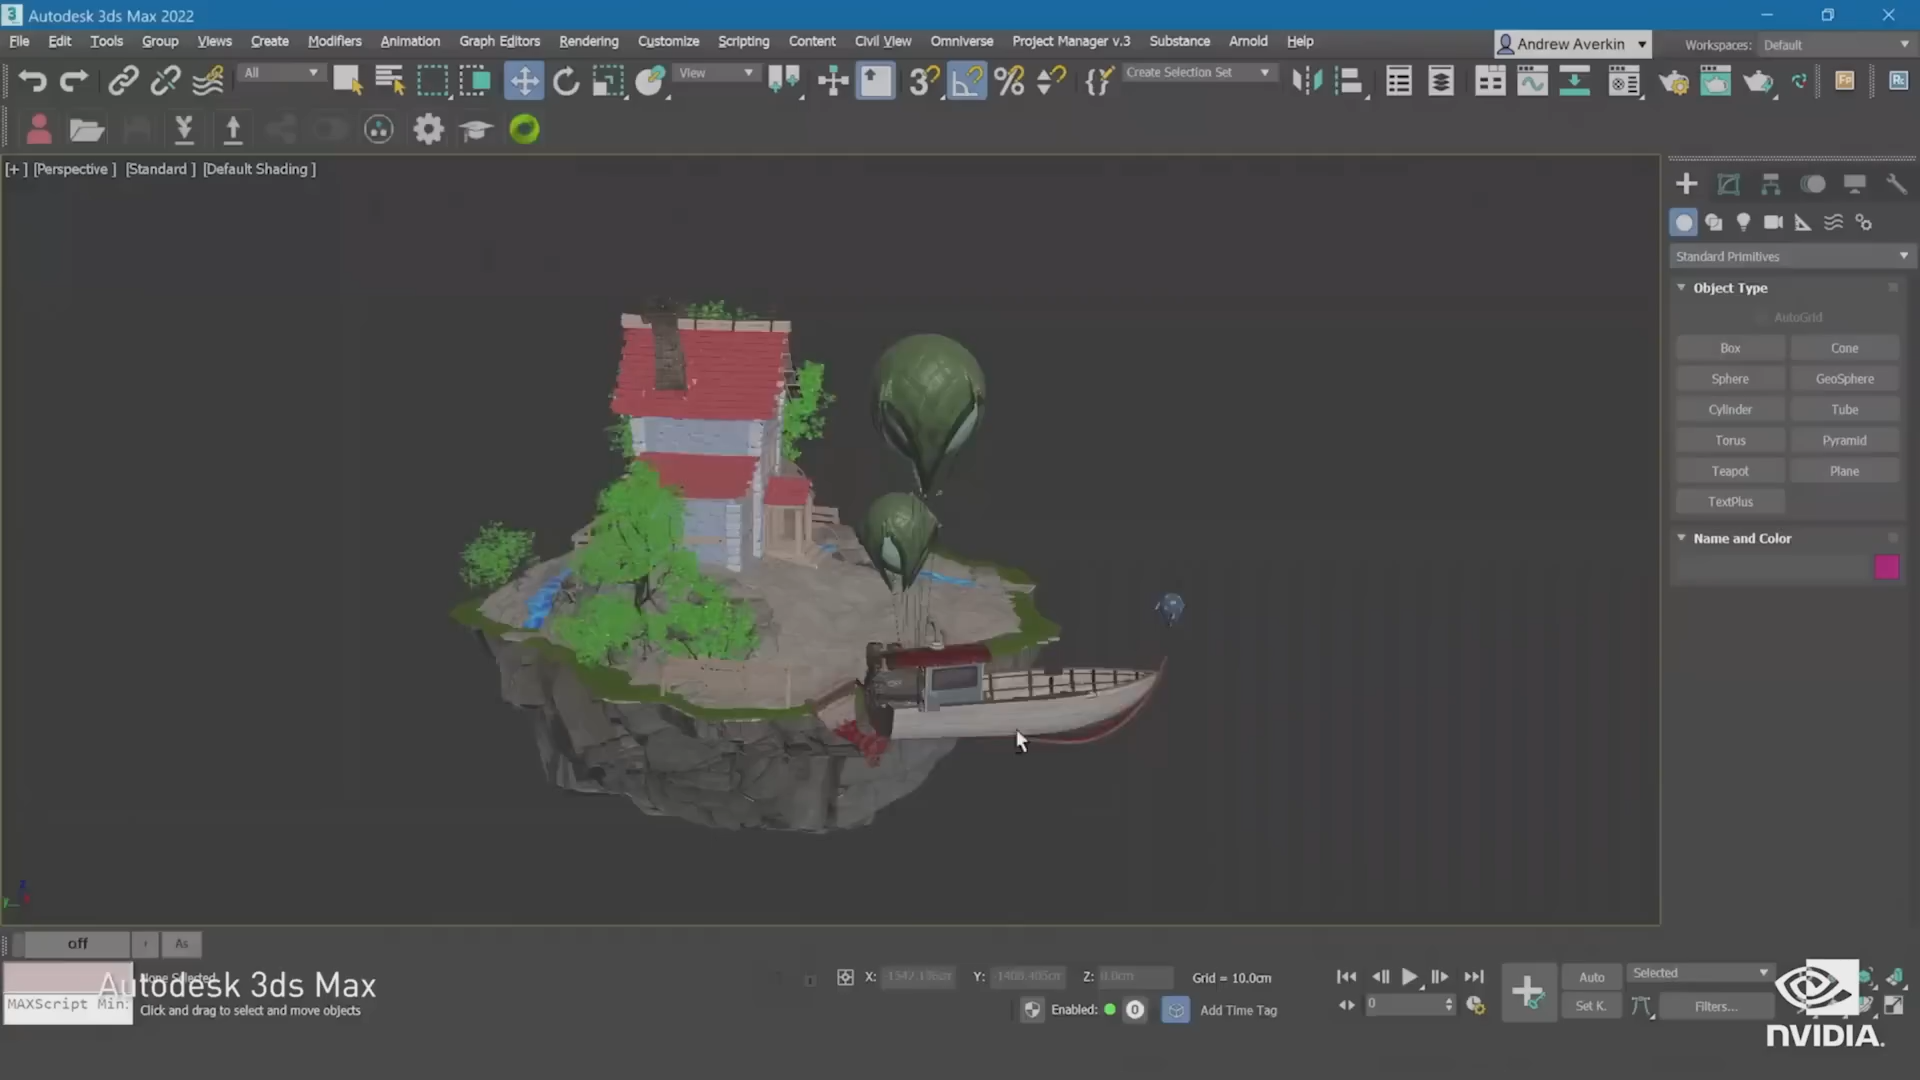 Autodesk 3ds Max 2022
File Edit Tools Group Views Create Modifiers Animation Graph Editors Rendering Customize Scripting Content Civil View Omniverse Project Manager v.3 Substance Arnold Help
Andrew Averkin
Workspaces: Default
All
View
Create Selection Set
[+ ] [Perspective ] [Standard ] [Default Shading ]
Standard Primitives
Object Type
AutoGrid
Box Cone
Sphere GeoSphere
Cylinder Tube
Torus Pyramid
Teapot Plane
TextPlus
Name and Color
off
As
None Selected
Autodesk 3ds Max
MAXScript Min:
Click and drag to select and move objects
X: Y: Z: 0.0cm Grid = 10.0cm
Enabled: 0 Add Time Tag
0
Auto Selected
Set K. Filters...
NVIDIA.